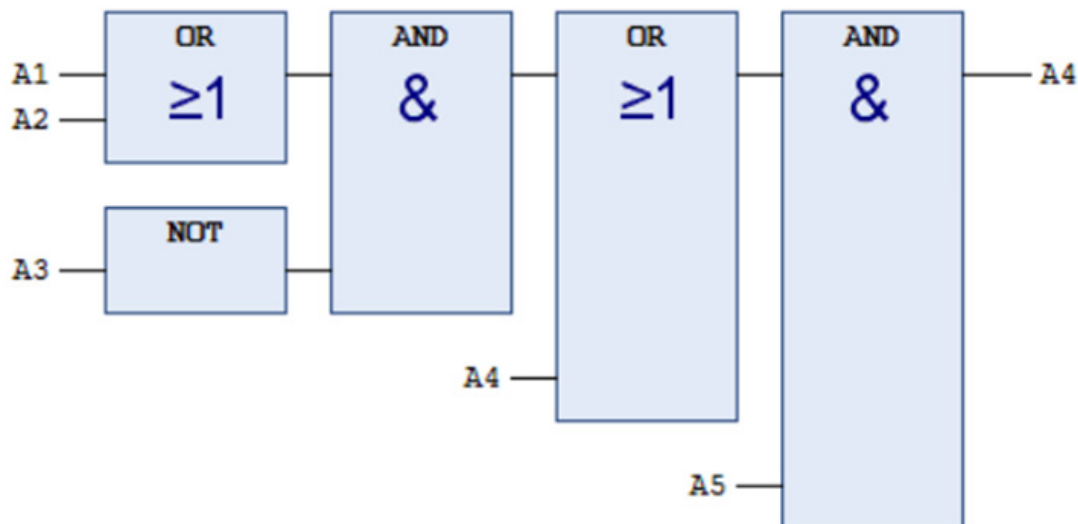 OR AND OR AND
A1 ≥1 & ≥1 & A4
A2
NOT
A3
A4
A5